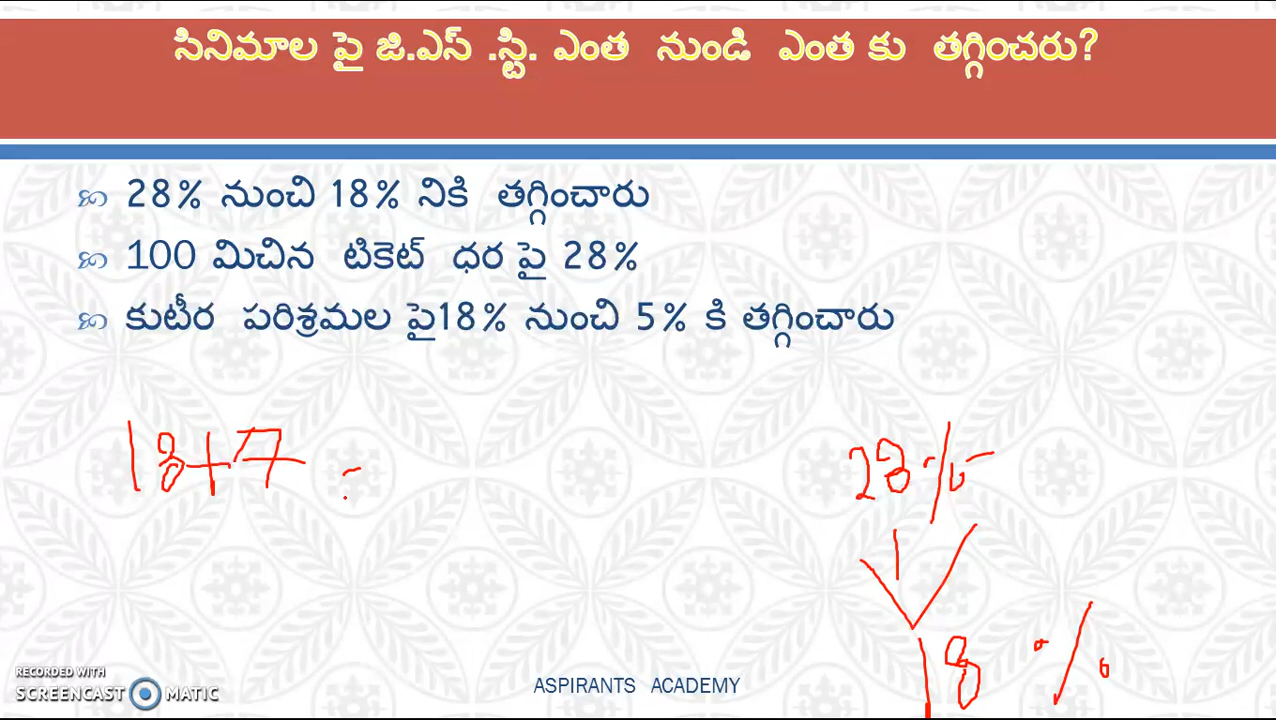 సినిమాల పై జి.ఎస్ .స్టి. ఎంత నుండి ఎంత కు తగ్గించరు?
28% నుంచి 18% నికి తగ్గించారు
100 మిచిన టికెట్ ధర పై 28%
కుటీర పరిశ్రమల పై18% నుంచి 5% కి తగ్గించారు
18+7 =
28%
18 %
RECORDED WITH
SCREENCAST MATIC
ASPIRANTS ACADEMY